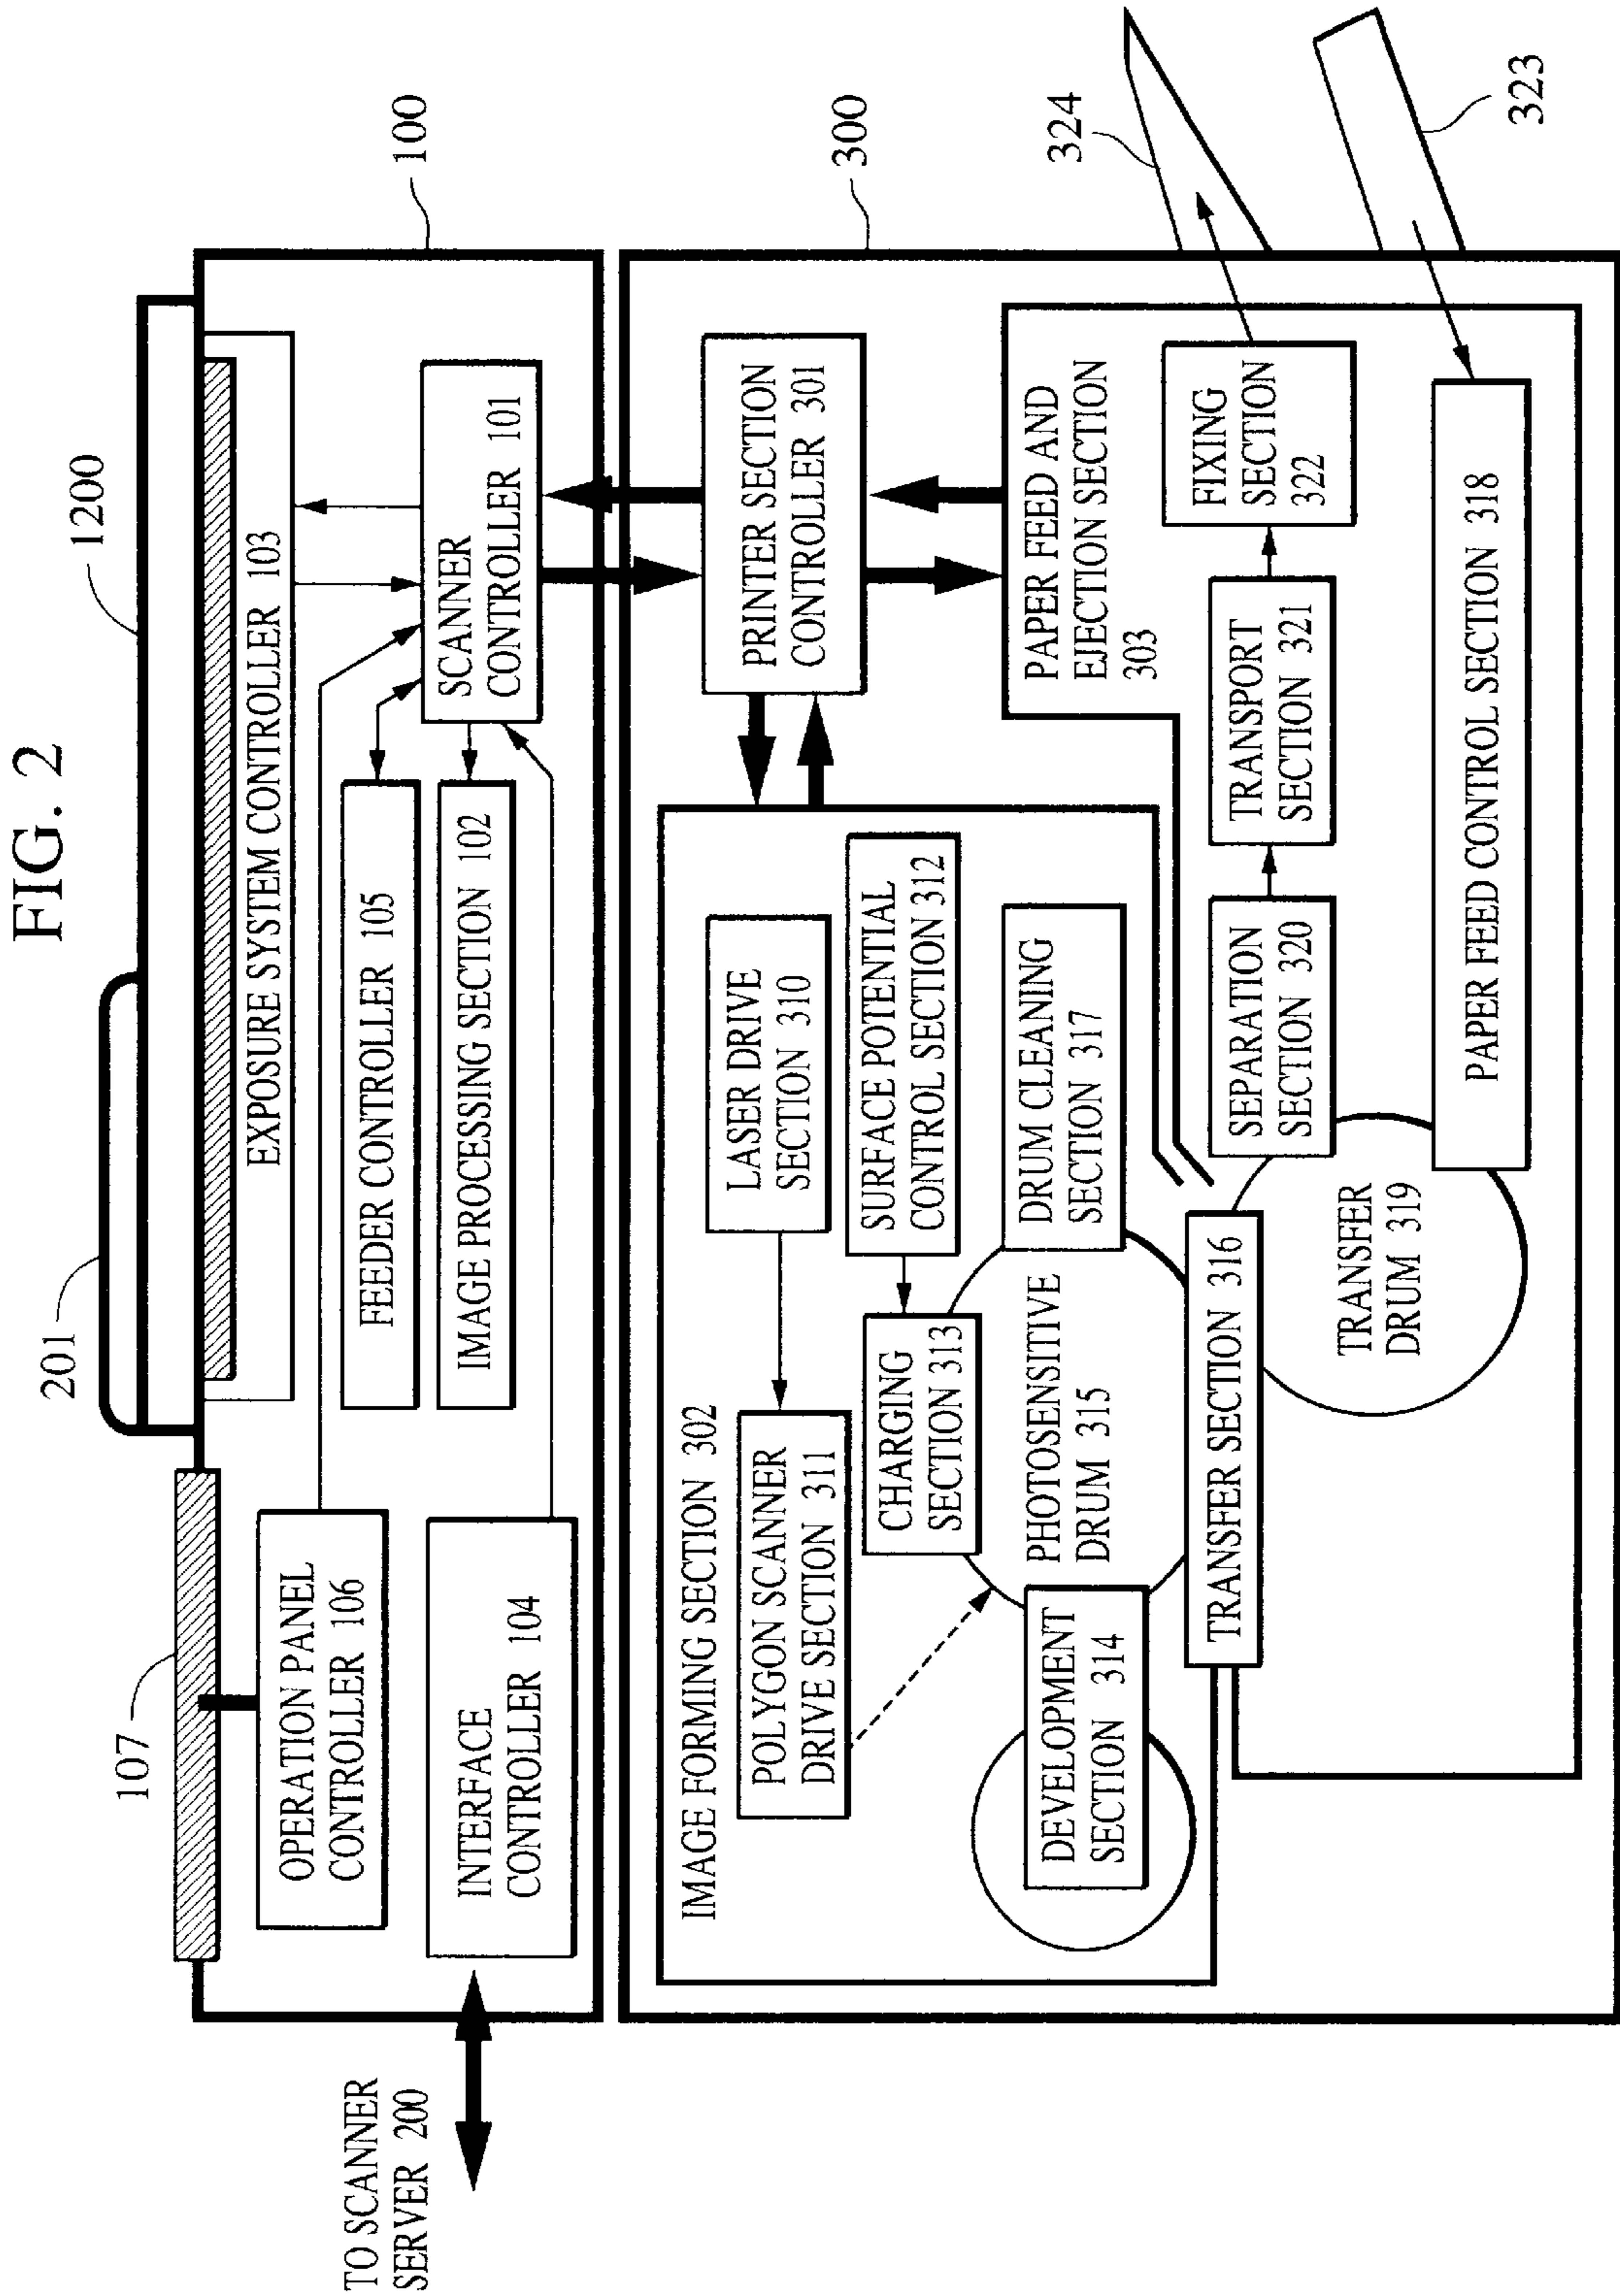 FIG. 2
201
1200
107
100
EXPOSURE SYSTEM CONTROLLER 103
OPERATION PANEL
CONTROLLER 106
FEEDER CONTROLLER 105
SCANNER
CONTROLLER 101
IMAGE PROCESSING SECTION 102
INTERFACE
CONTROLLER 104
TO SCANNER
SERVER 200
300
IMAGE FORMING SECTION 302
PRINTER SECTION
CONTROLLER 301
LASER DRIVE
SECTION 310
POLYGON SCANNER
DRIVE SECTION 311
SURFACE POTENTIAL
CONTROL SECTION 312
CHARGING
SECTION 313
PHOTOSENSITIVE
DRUM 315
DRUM CLEANING
SECTION 317
DEVELOPMENT
SECTION 314
PAPER FEED AND
EJECTION SECTION
303
324
TRANSFER SECTION 316
SEPARATION
SECTION 320
TRANSPORT
SECTION 321
FIXING
SECTION
322
TRANSFER
DRUM 319
PAPER FEED CONTROL SECTION 318
323